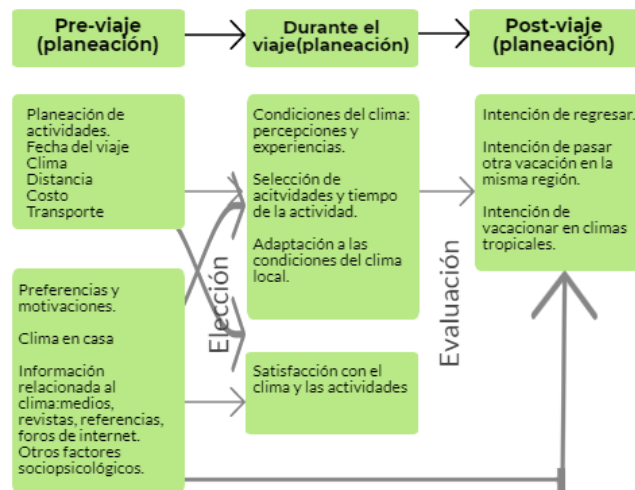 Pre-viaje
(planeación)
Durante el
viaje(planeación)
Post-viaje
(planeación)
Planeación de
actividades.
Fecha del viaje
Clima
Distancia
Costo
Transporte
Preferencias y
motivaciones.
Clima en casa
Información
relacionada al
clima:medios,
revistas, referencias,
foros de internet.
Otros factores
sociopsicológicos.
Elección
Condiciones del clima:
percepciones y
experiencias.
Selección de
acitvidades y tiempo
de la actividad.
Adaptación a las
condiciones del clima
local.
Satisfacción con el
clima y las actividades
Evaluación
Intención de regresar.
Intención de pasar
otra vacación en la
misma región.
Intención de
vacacionar en climas
tropicales.